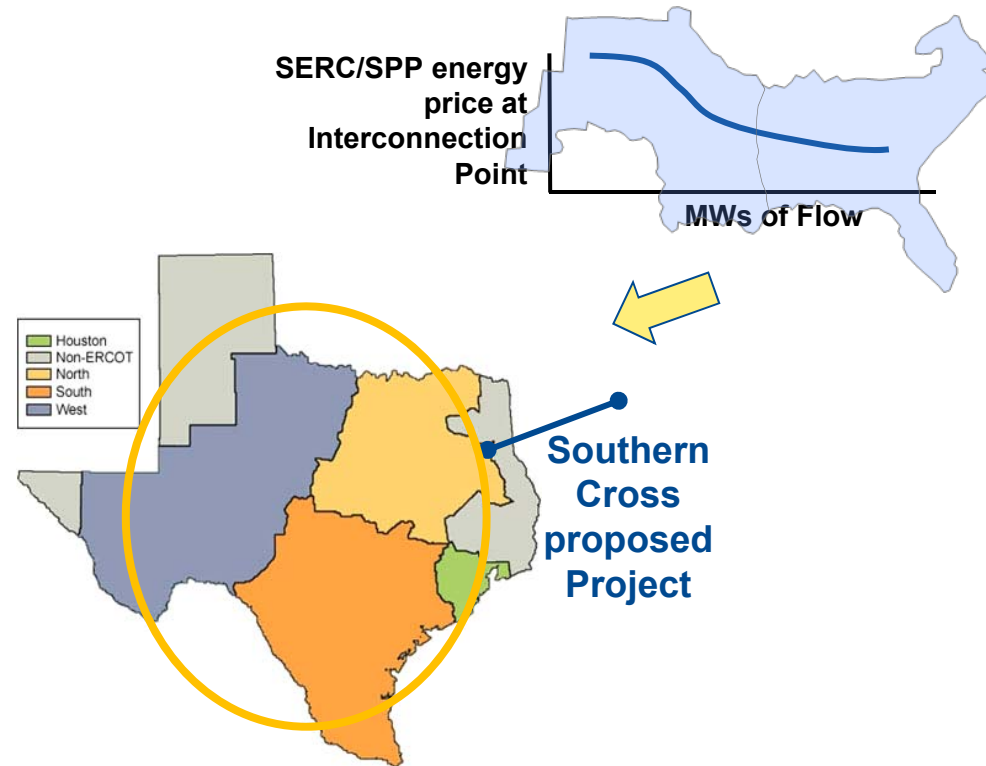 SERC/SPP energy
price at
Interconnection
Point
MWs of Flow
Houston
Non-ERCOT
North
South
West
Southern
Cross
proposed
Project